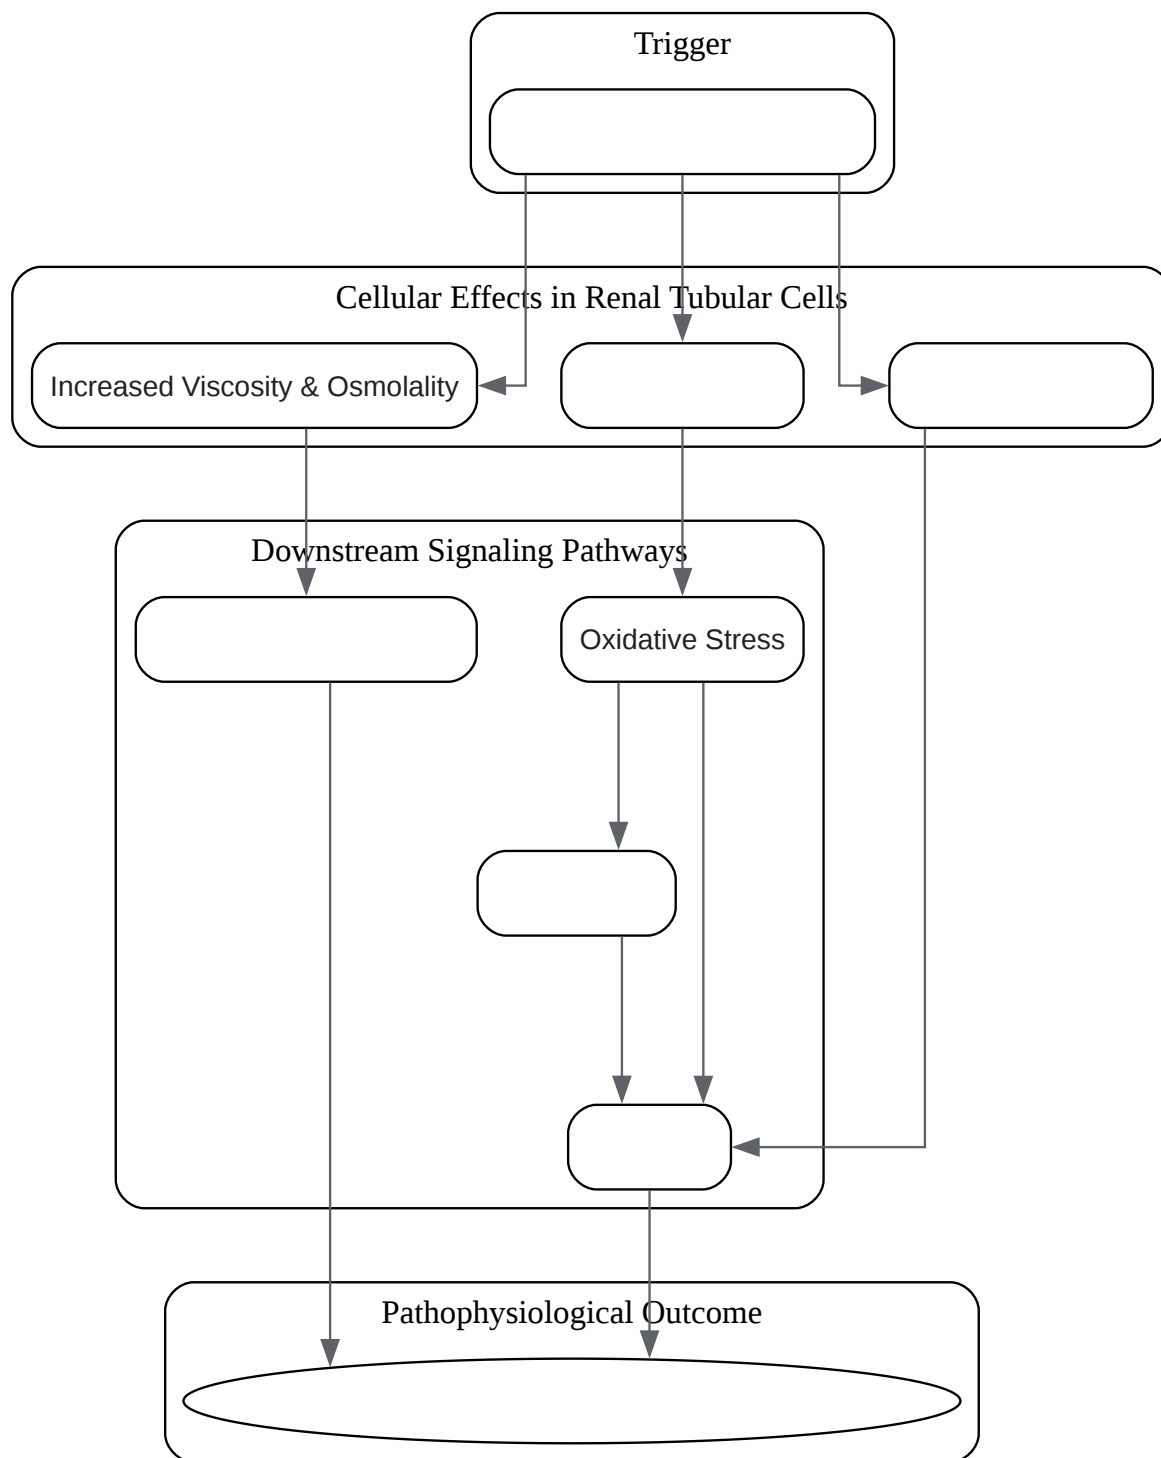 Trigger
Cellular Effects in Renal Tubular Cells
Increased Viscosity & Osmolality
Downstream Signaling Pathways
Oxidative Stress
Pathophysiological Outcome